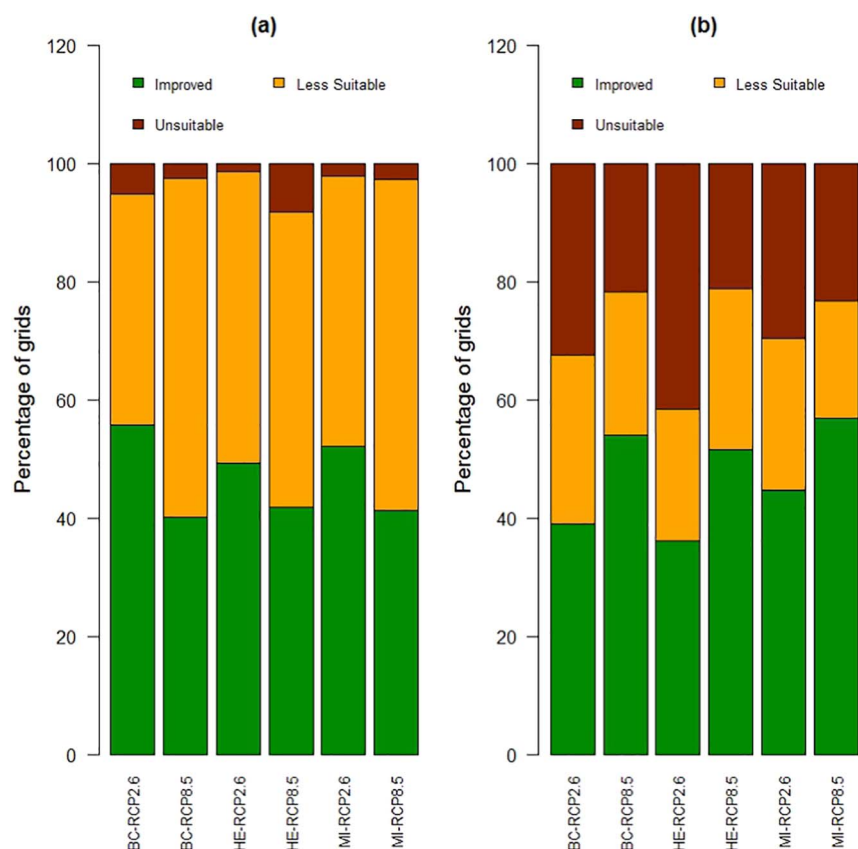 (a)
120
100
80
60
40
20
0
Percentage of grids
Improved
Less Suitable
Unsuitable
BC-RCP2.6
BC-RCP8.5
HE-RCP2.6
HE-RCP8.5
MI-RCP2.6
MI-RCP8.5
(b)
120
100
80
60
40
20
0
Percentage of grids
Improved
Less Suitable
Unsuitable
BC-RCP2.6
BC-RCP8.5
HE-RCP2.6
HE-RCP8.5
MI-RCP2.6
MI-RCP8.5